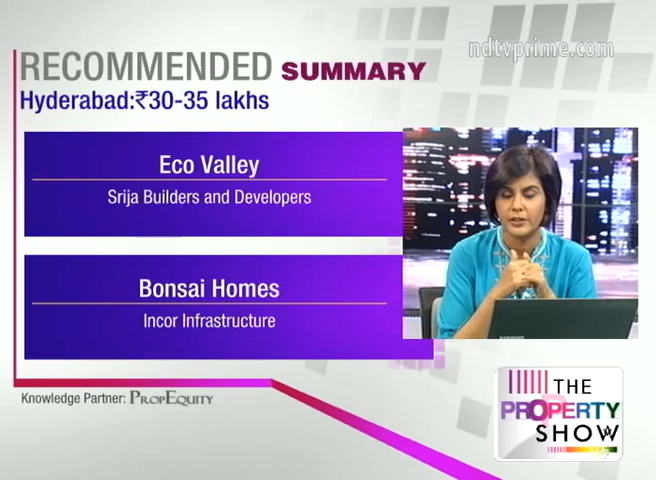 ndtvprime.com
RECOMMENDED SUMMARY
Hyderabad:₹30-35 lakhs
Eco Valley
Srija Builders and Developers
Bonsai Homes
Incor Infrastructure
Knowledge Partner: PROPEQUITY
THE
PROPERTY
SHOW